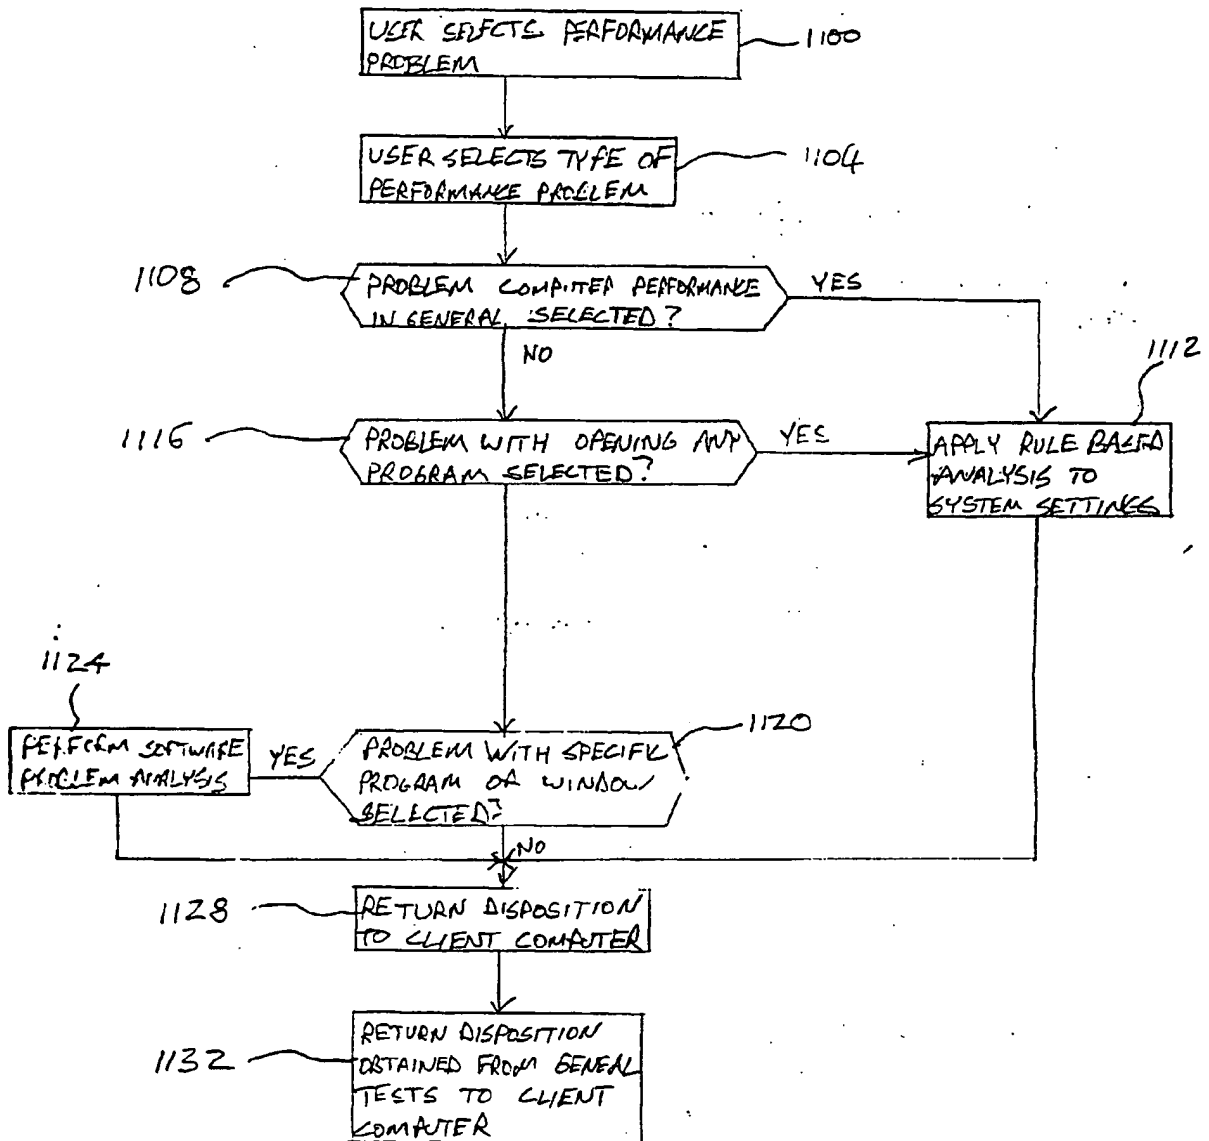 USER SELECTS PERFORMANCE
PROBLEM
1100
USER SELECTS TYPE OF
PERFORMANCE PROBLEM
1104
1108
PROBLEM COMPUTER PERFORMANCE
IN GENERAL SELECTED?
YES
NO
1112
1116
PROBLEM WITH OPENING ANY
PROGRAM SELECTED?
YES
APPLY RULE BASED
ANALYSIS TO
SYSTEM SETTINGS
1124
1120
PERFORM SOFTWARE
PROBLEM ANALYSIS
YES
PROBLEM WITH SPECIFIC
PROGRAM OR WINDOW
SELECTED?
NO
1128
RETURN DISPOSITION
TO CLIENT COMPUTER
1132
RETURN DISPOSITION
OBTAINED FROM GENERAL
TESTS TO CLIENT
COMPUTER